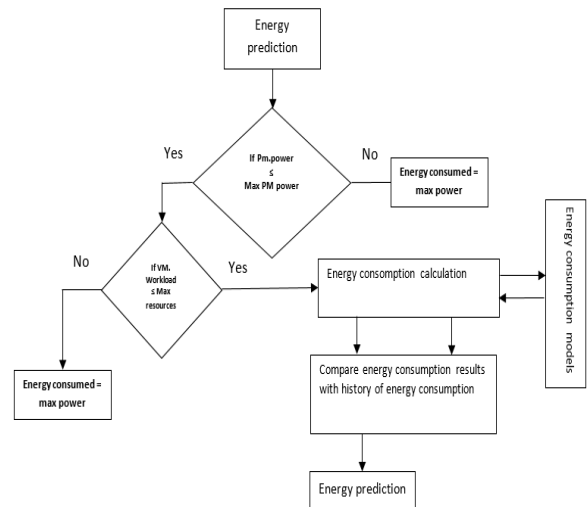 Energy
prediction
Yes
If Pm.power
≤
Max PM power
No
Energy consumed =
max power
No
If VM.
Workload
≤ Max
resources
Yes
Energy consomption calculation
Energy consumption models
Energy consumed =
max power
Compare energy consumption results
with history of energy consumption
Energy prediction